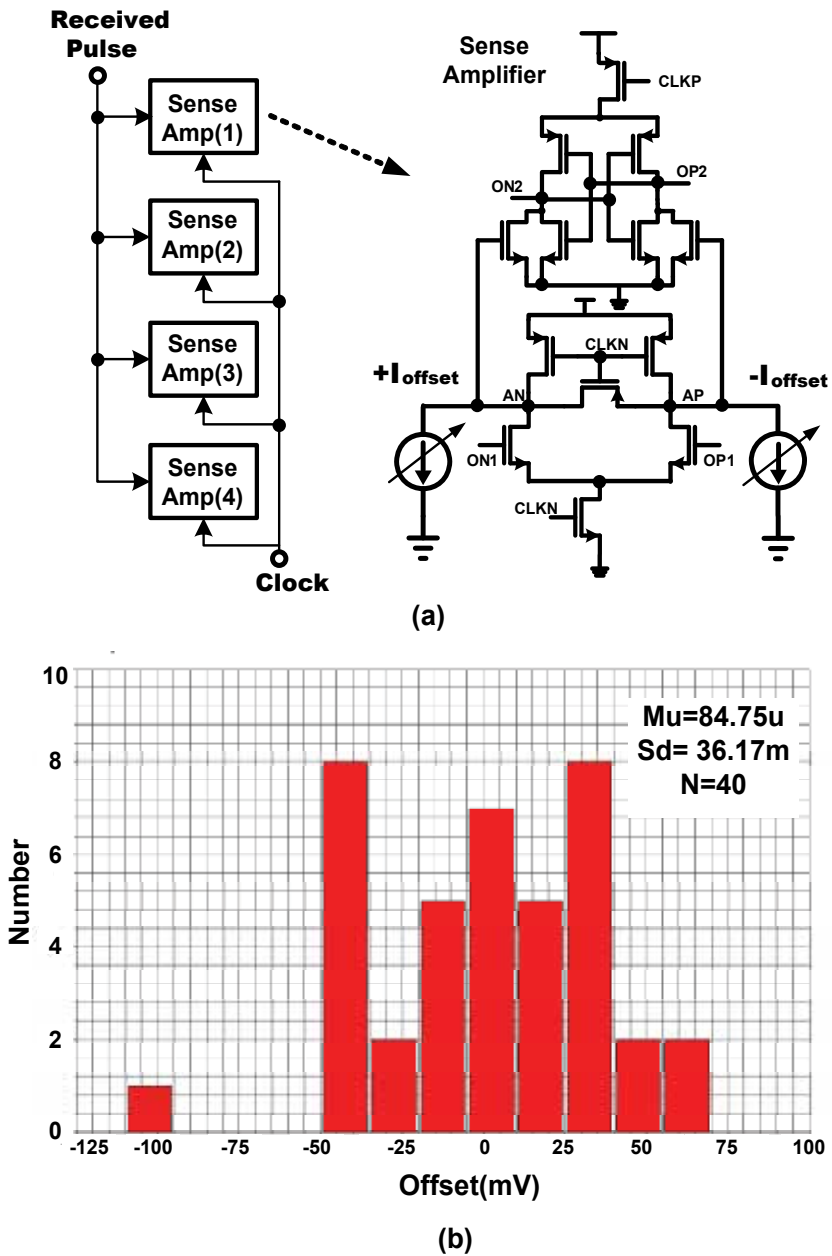 Received
Pulse
Sense
Amp(1)
Sense
Amp(2)
Sense
Amp(3)
Sense
Amp(4)
Clock
Sense
Amplifier
CLKP
ON2
OP2
CLKN
+Ioffset
-Ioffset
AN
AP
ON1
OP1
CLKN
(a)
10
8
6
4
2
0
Number
Mu=84.75u
Sd= 36.17m
N=40
-125 -100 -75 -50 -25 0 25 50 75 100
Offset(mV)
(b)